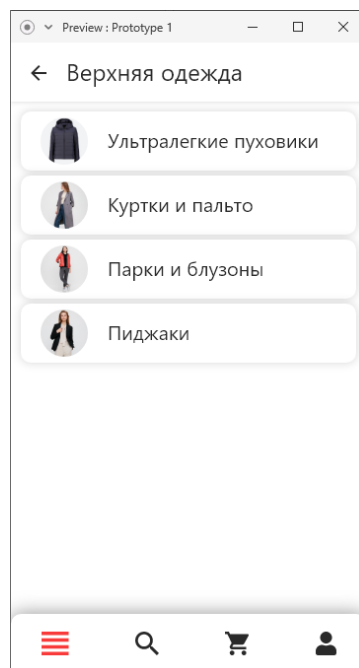 Preview : Prototype 1
Верхняя одежда
Ультралегкие пуховики
Куртки и пальто
Парки и блузоны
Пиджаки